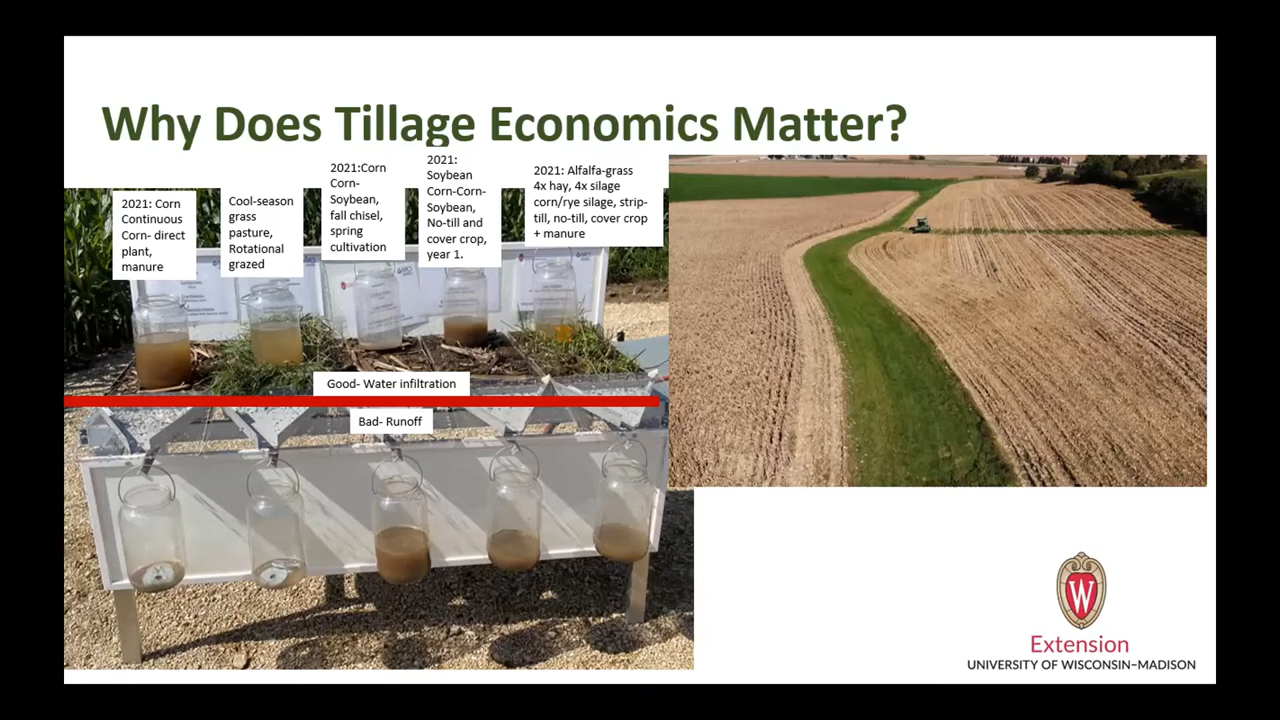 Why Does Tillage Economics Matter?
2021: Corn
Continuous
Corn- direct
plant,
manure
Cool-season
grass
pasture,
Rotational
grazed
2021:Corn
Corn-
Soybean,
fall chisel,
spring
cultivation
2021:
Soybean
Corn-Corn-
Soybean,
No-till and
cover crop,
year 1.
2021: Alfalfa-grass
4x hay, 4x silage
corn/rye silage, strip-
till, no-till, cover crop
+ manure
Good- Water infiltration
Bad- Runoff
W
Extension
UNIVERSITY OF WISCONSIN–MADISON